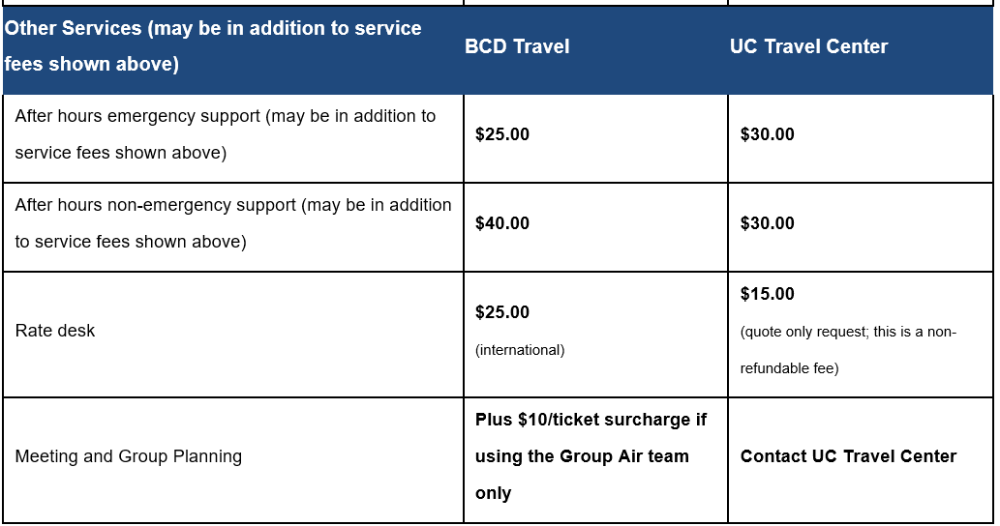 Other Services (may be in addition to service
fees shown above)
BCD Travel
UC Travel Center
After hours emergency support (may be in addition to
service fees shown above)
$25.00
$30.00
After hours non-emergency support (may be in addition
to service fees shown above)
$40.00
$30.00
Rate desk
$25.00
(international)
$15.00
(quote only request; this is a non-
refundable fee)
Meeting and Group Planning
Plus $10/ticket surcharge if
using the Group Air team
only
Contact UC Travel Center